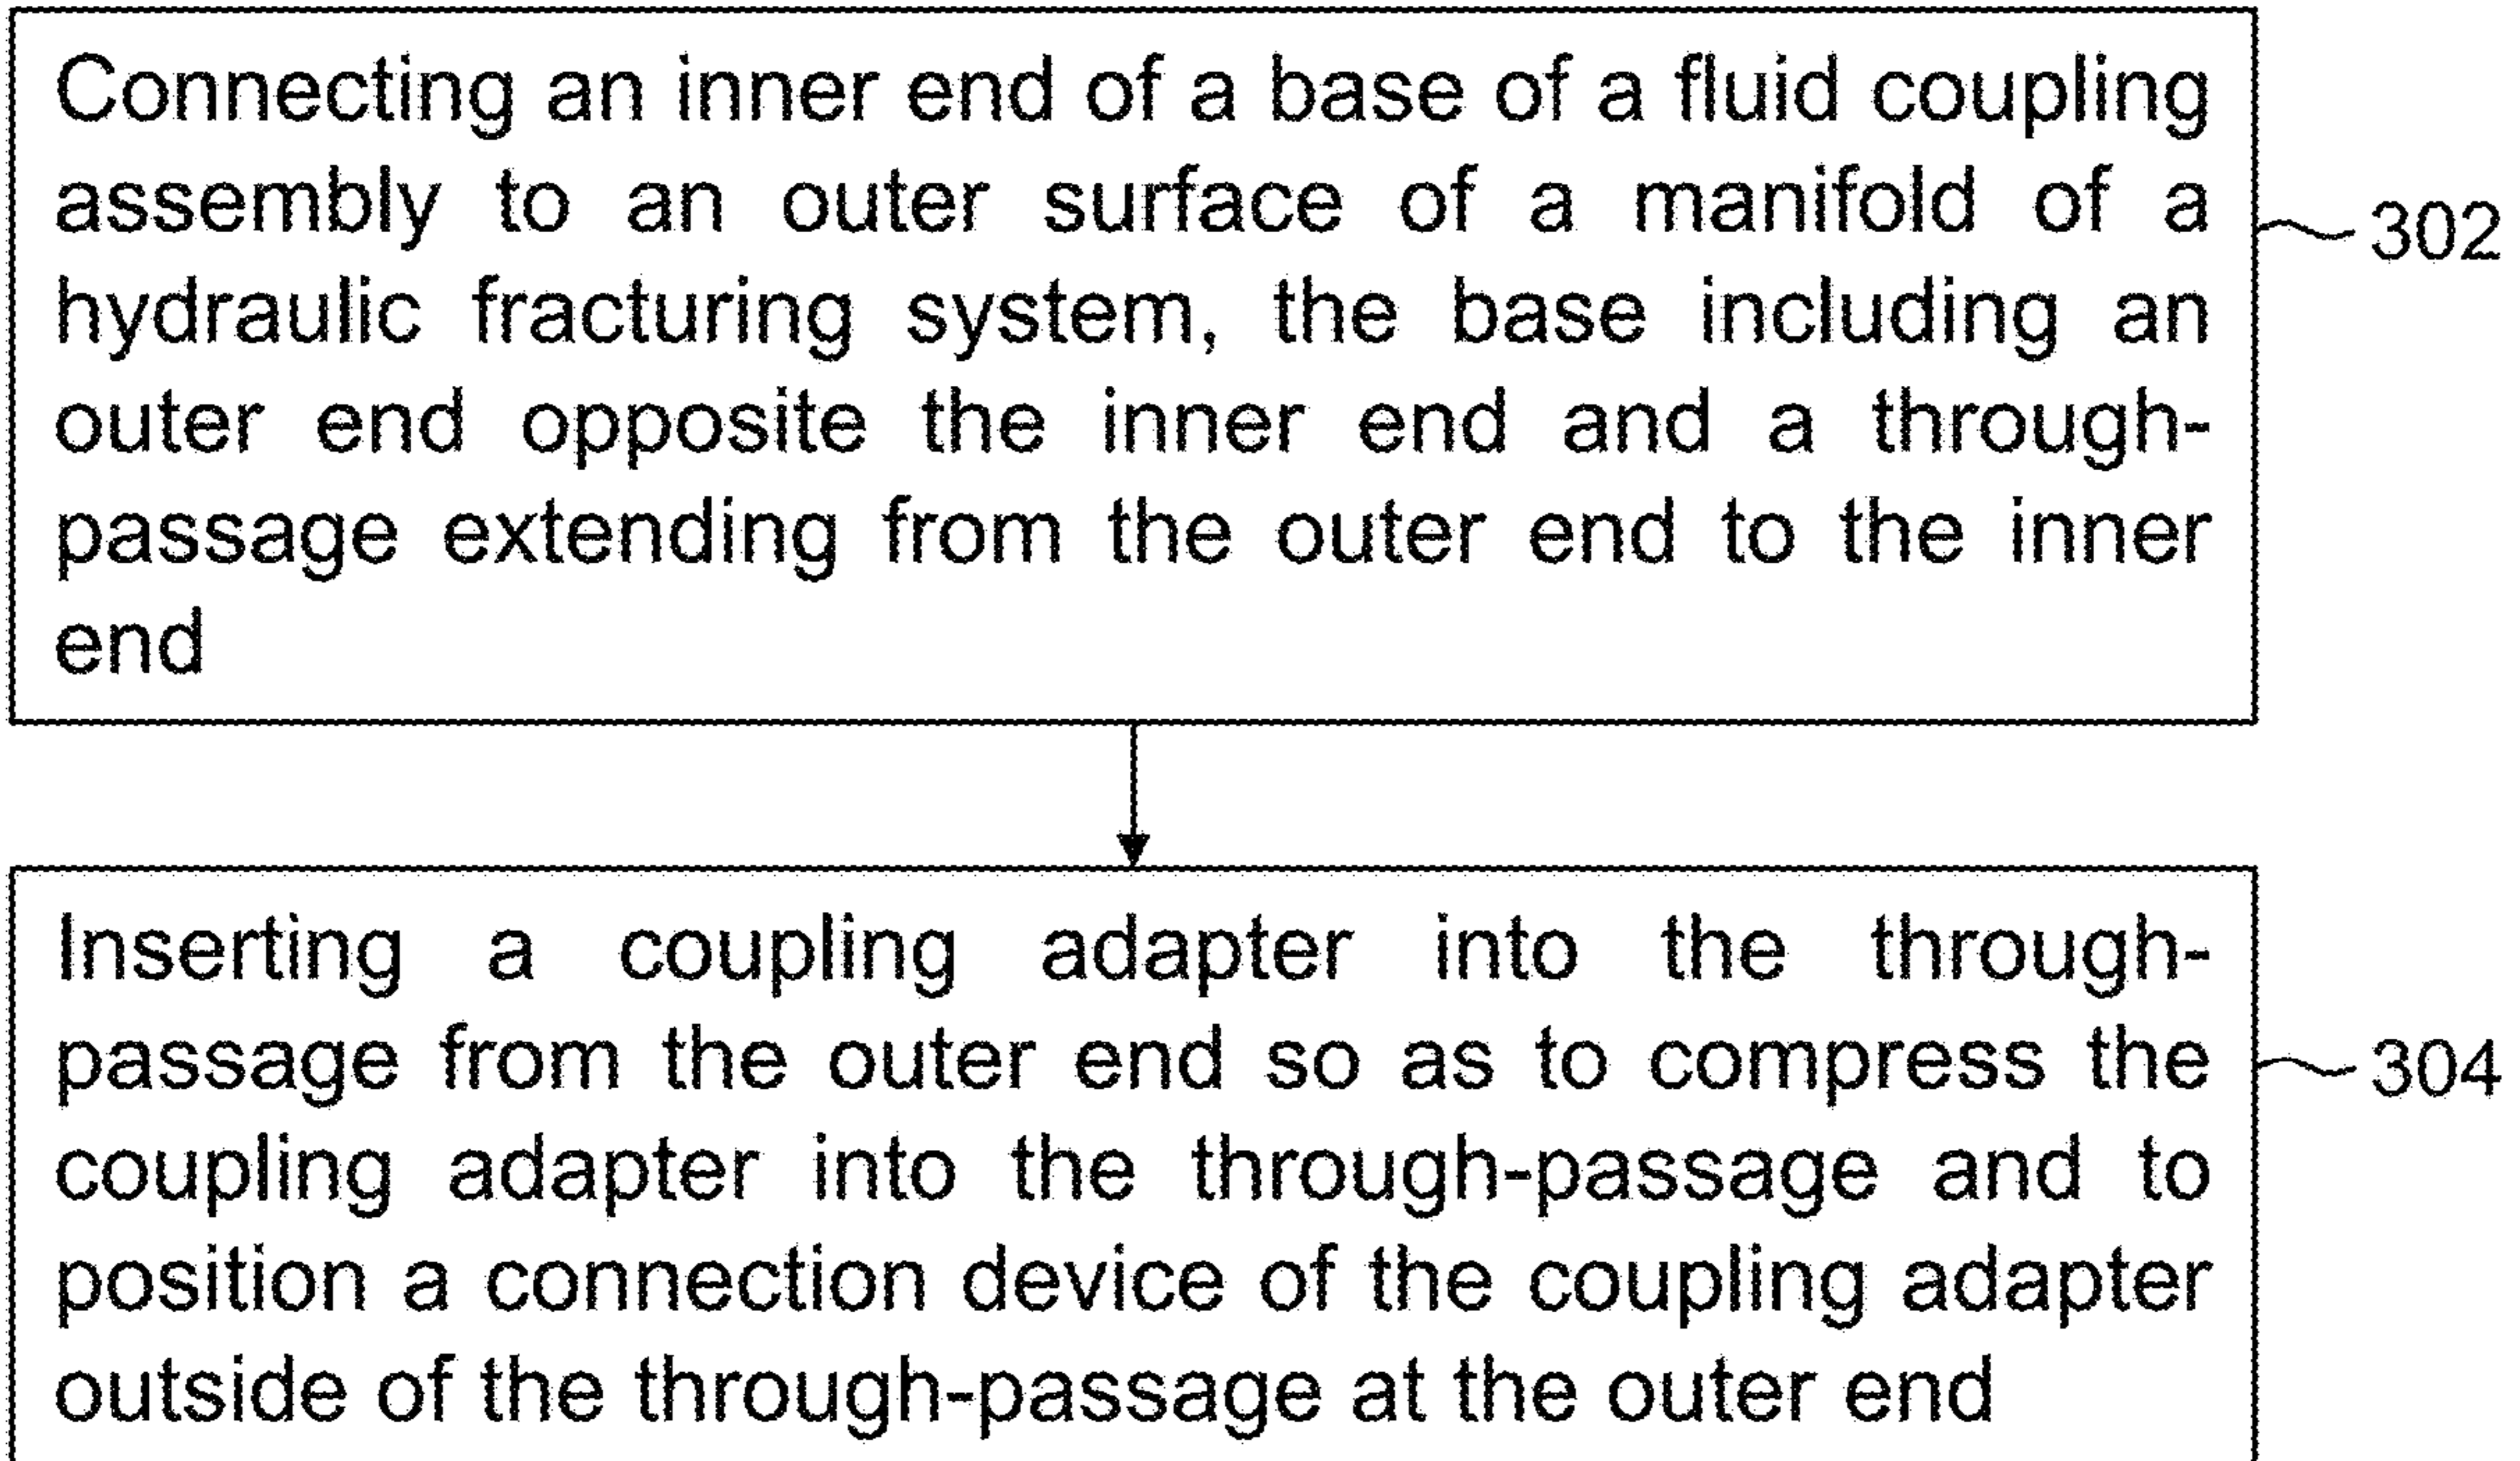 Connecting an inner end of a base of a fluid coupling
assembly to an outer surface of a manifold of a
hydraulic fracturing system, the base including an
outer end opposite the inner end and a through-
passage extending from the outer end to the inner
end
302
Inserting a coupling adapter into the through-
passage from the outer end so as to compress the
coupling adapter into the through-passage and to
position a connection device of the coupling adapter
outside of the through-passage at the outer end
304